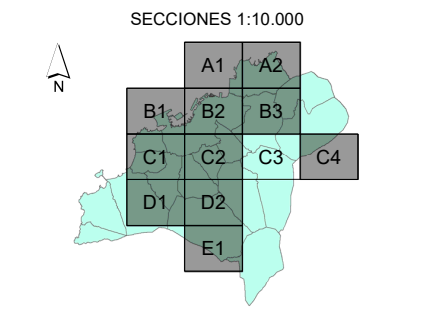 SECCIONES 1:10.000
A1 A2
N
B1 B2 B3
C1 C2 C3 C4
D1 D2
E1